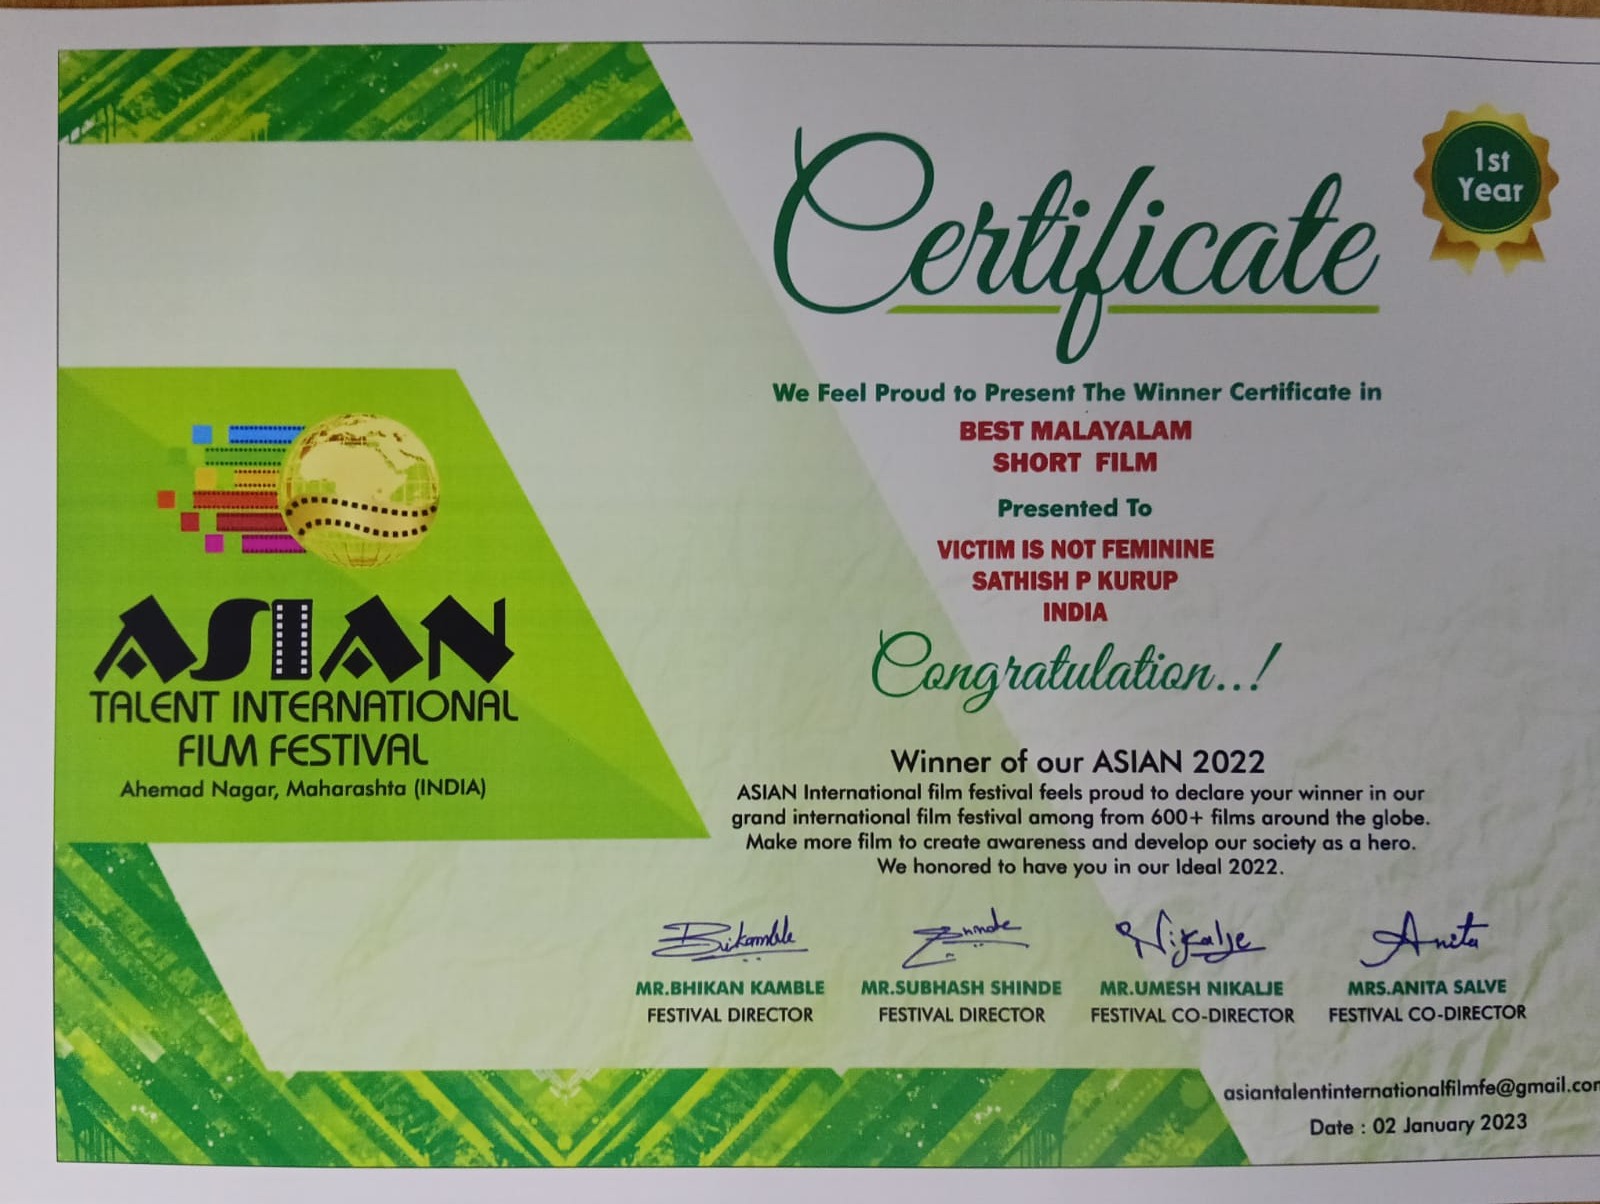 Certificate
1st
Year
We Feel Proud to Present The Winner Certificate in
BEST MALAYALAM
SHORT FILM
Presented To
VICTIM IS NOT FEMININE
SATHISH P KURUP
INDIA
Congratulation..!
ASIAN
TALENT INTERNATIONAL
FILM FESTIVAL
Ahemad Nagar, Maharashta (INDIA)
Winner of our ASIAN 2022
ASIAN International film festival feels proud to declare your winner in our
grand international film festival among from 600+ films around the globe.
Make more film to create awareness and develop our society as a hero.
We honored to have you in our Ideal 2022.
Bikamble
Shinde
Nikalje
Anita
MR.BHIKAN KAMBLE
FESTIVAL DIRECTOR
MR.SUBHASH SHINDE
FESTIVAL DIRECTOR
MR.UMESH NIKALJE
FESTIVAL CO-DIRECTOR
MRS.ANITA SALVE
FESTIVAL CO-DIRECTOR
asiantalentinternationalfilmfe@gmail.com
Date : 02 January 2023